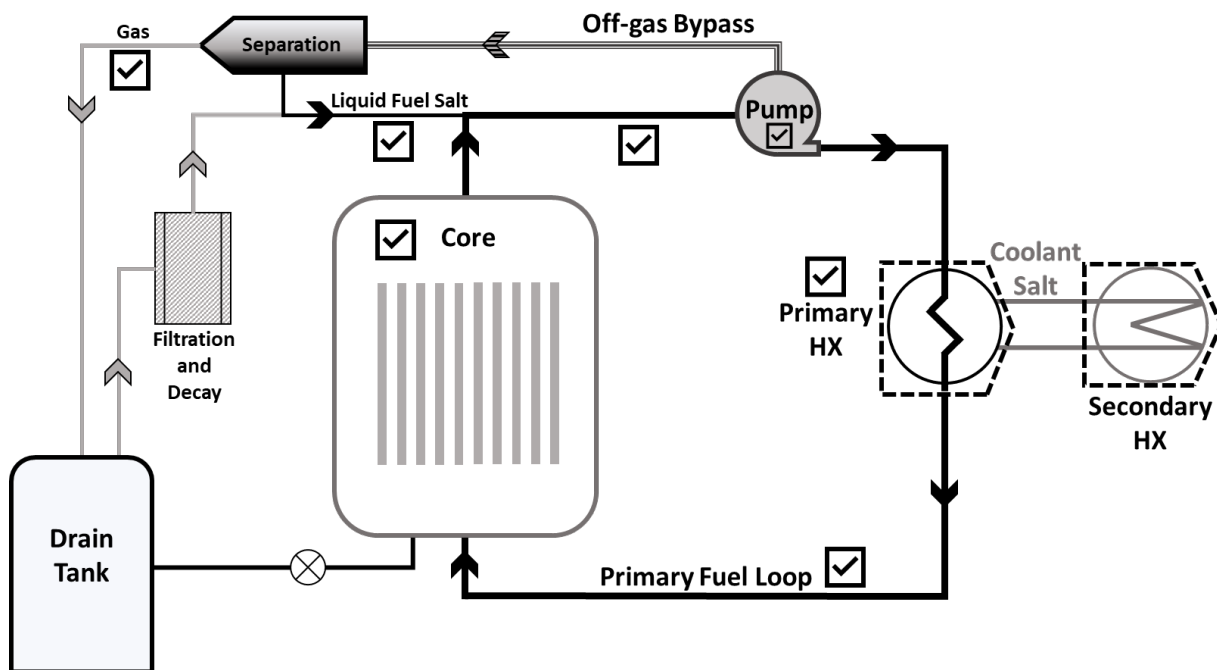 Off-gas Bypass
Gas
Separation
Liquid Fuel Salt
Pump
Core
Coolant
Salt
Primary
HX
Filtration
and
Decay
Secondary
HX
Drain
Tank
Primary Fuel Loop